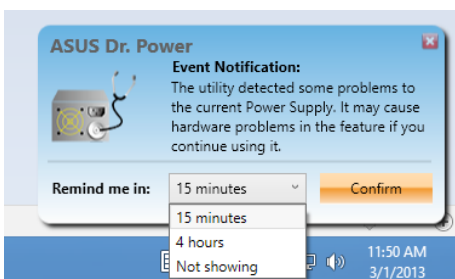 ASUS Dr. Power
Event Notification:
The utility detected some problems to
the current Power Supply. It may cause
hardware problems in the feature if you
continue using it.
Remind me in:
15 minutes
Confirm
15 minutes
4 hours
Not showing
11:50 AM
3/1/2013